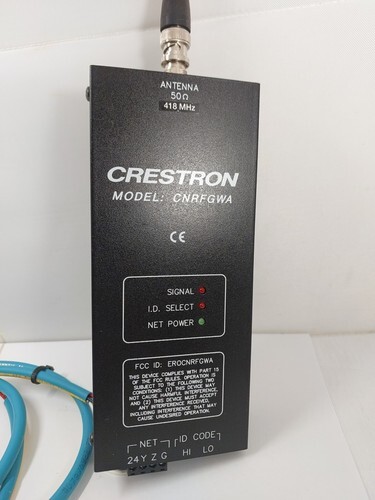 ANTENNA
50Ω
418 MHz
CRESTRON
MODEL: CNRFGWA
CE
SIGNAL
I.D. SELECT
NET POWER
FCC ID: EROCNRFGWA
THIS DEVICE COMPLIES WITH PART 15
OF THE FCC RULES. OPERATION IS
SUBJECT TO THE FOLLOWING TWO
CONDITIONS: (1) THIS DEVICE MAY
NOT CAUSE HARMFUL INTERFERENCE,
AND (2) THIS DEVICE MUST ACCEPT
ANY INTERFERENCE RECEIVED,
INCLUDING INTERFERENCE THAT MAY
CAUSE UNDESIRED OPERATION.
NET ID CODE
24 Y Z G HI LO